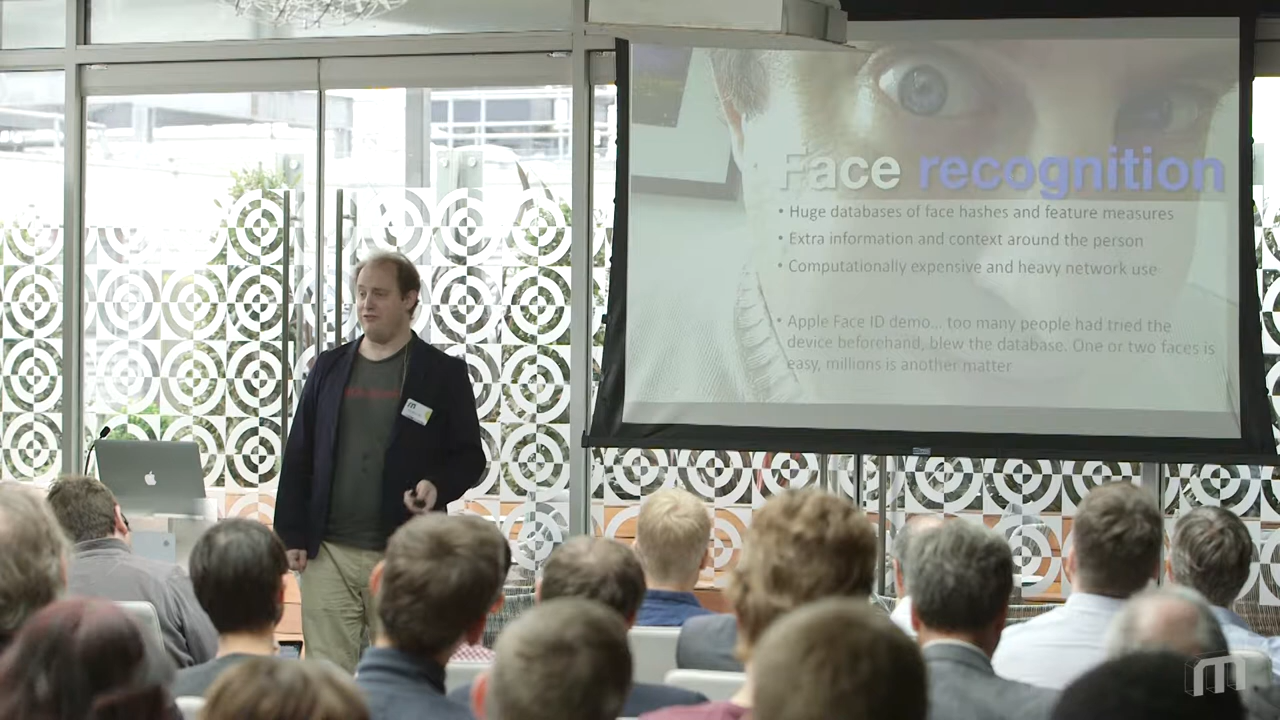 Face recognition
• Huge databases of face hashes and feature measures
• Extra information and context around the person
• Computationally expensive and heavy network use
• Apple Face ID demo... too many people had tried the
device beforehand, blew the database. One or two faces is
easy, millions is another matter
m
m